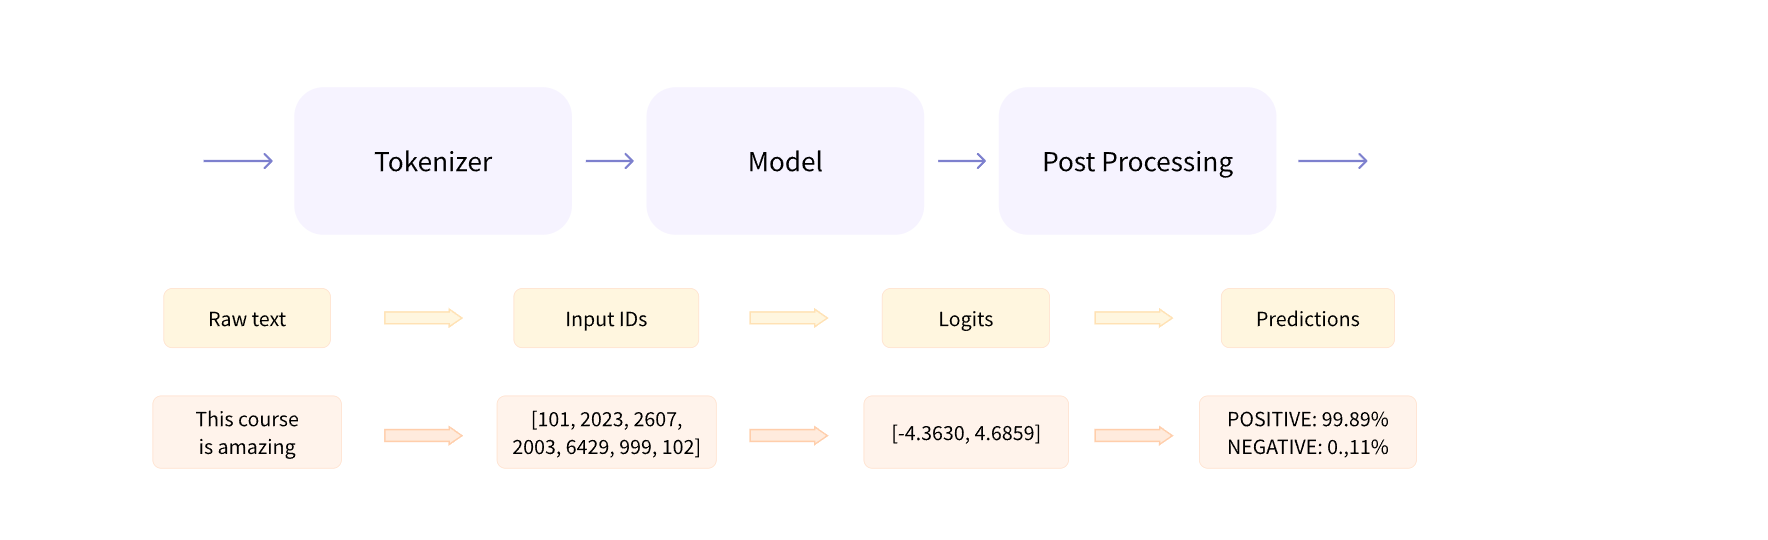 Tokenizer
Model
Post Processing
Raw text
Input IDs
Logits
Predictions
This course
is amazing
[101, 2023, 2607,
2003, 6429, 999, 102]
[-4.3630, 4.6859]
POSITIVE: 99.89%
NEGATIVE: 0.,11%